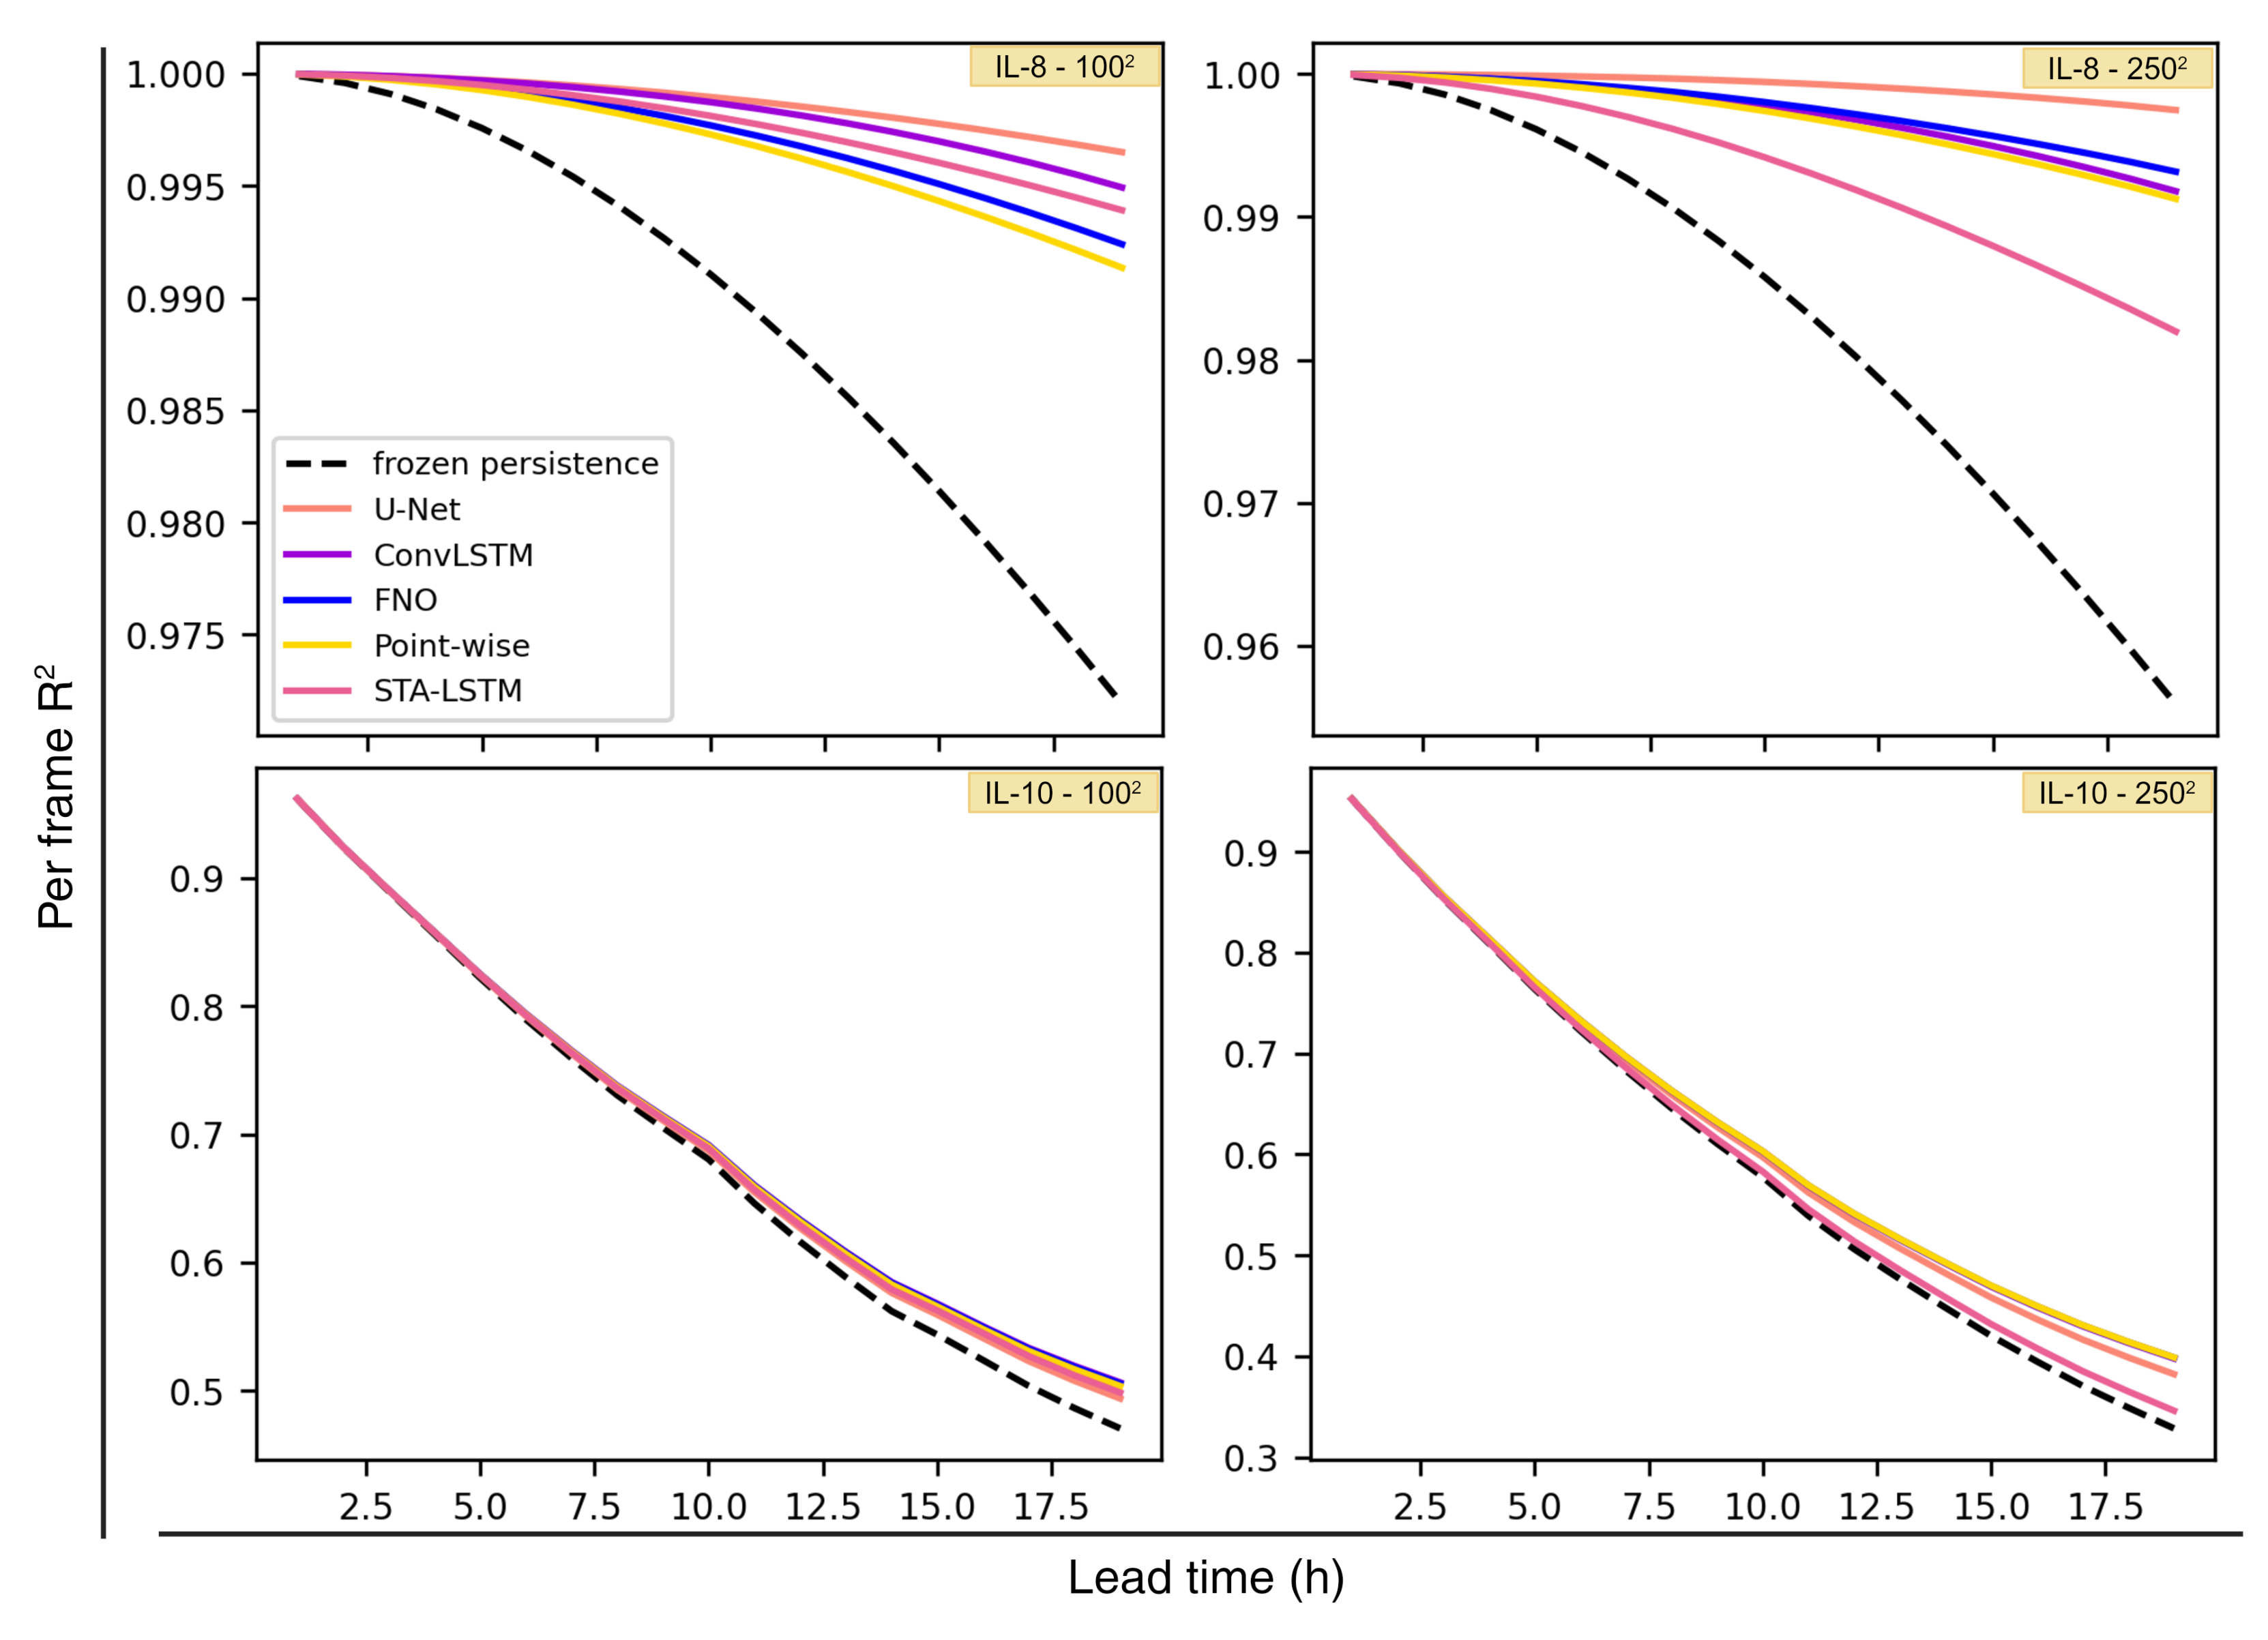 Per frame R²
IL-8 - 100²
1.000
0.995
0.990
0.985
0.980
0.975
frozen persistence
U-Net
ConvLSTM
FNO
Point-wise
STA-LSTM
IL-8 - 250²
1.00
0.99
0.98
0.97
0.96
IL-10 - 100²
0.9
0.8
0.7
0.6
0.5
2.5 5.0 7.5 10.0 12.5 15.0 17.5
IL-10 - 250²
0.9
0.8
0.7
0.6
0.5
0.4
0.3
2.5 5.0 7.5 10.0 12.5 15.0 17.5
Lead time (h)